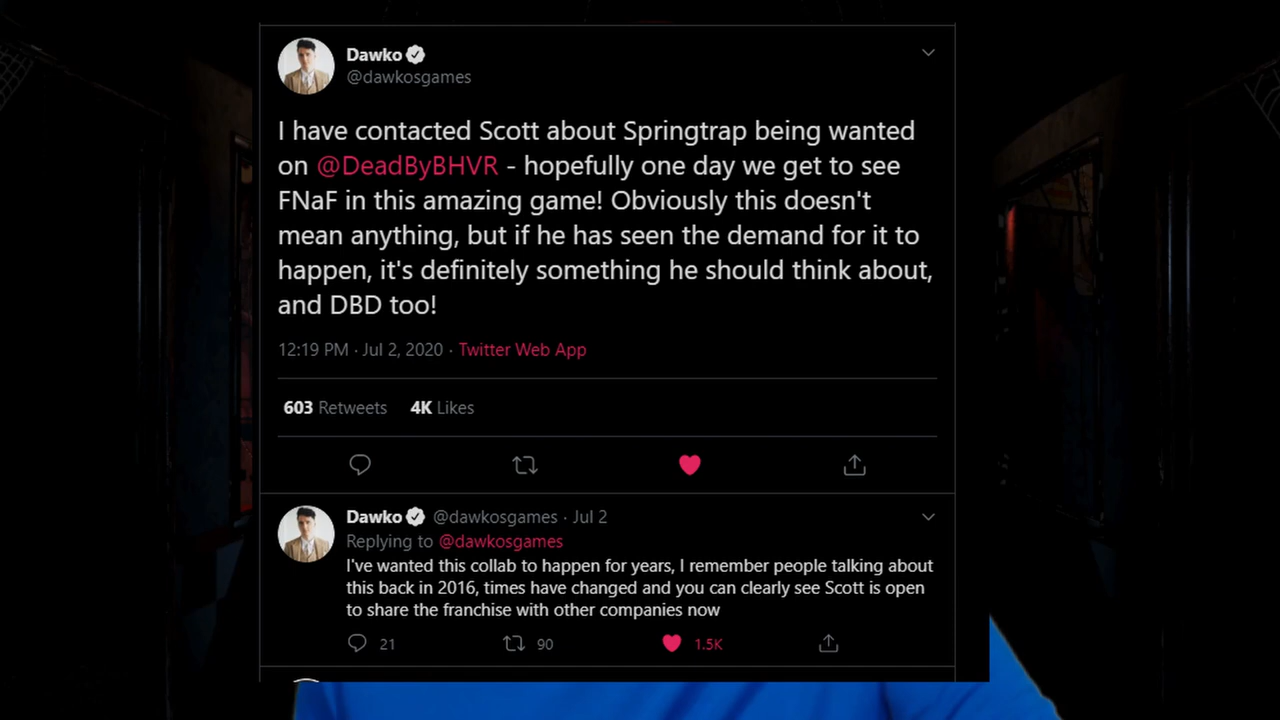 Dawko
@dawkosgames
I have contacted Scott about Springtrap being wanted
on @DeadByBHVR - hopefully one day we get to see
FNaF in this amazing game! Obviously this doesn't
mean anything, but if he has seen the demand for it to
happen, it's definitely something he should think about,
and DBD too!
12:19 PM · Jul 2, 2020 · Twitter Web App
603 Retweets 4K Likes
Dawko @dawkosgames · Jul 2
Replying to @dawkosgames
I've wanted this collab to happen for years, I remember people talking about
this back in 2016, times have changed and you can clearly see Scott is open
to share the franchise with other companies now
21 90 1.5K